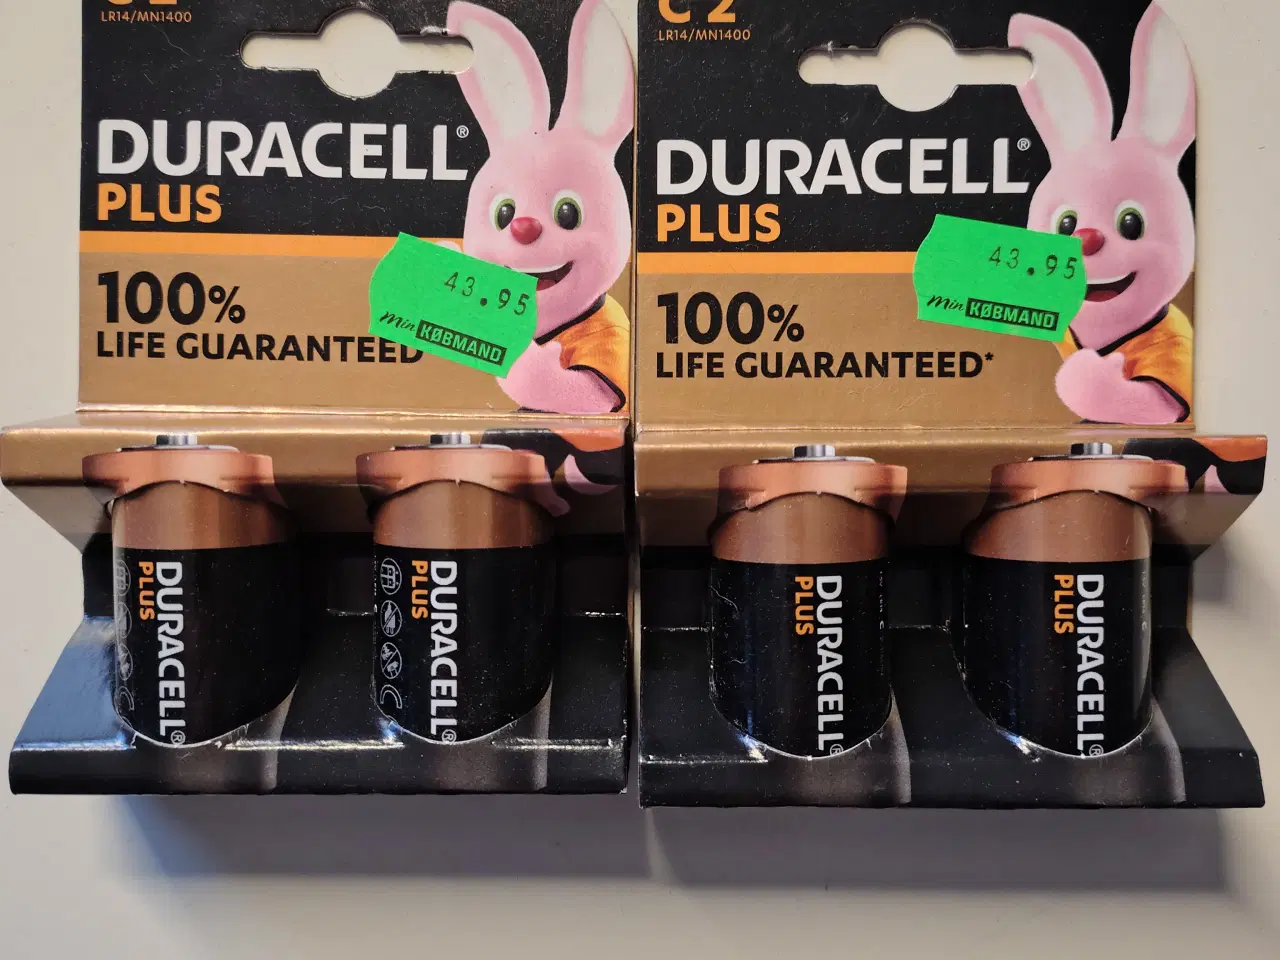 C 2
LR14/MN1400
DURACELL®
PLUS
43.95
Min KØBMAND
100%
LIFE GUARANTEED
DURACELL®
PLUS
DURACELL®
PLUS
C 2
LR14/MN1400
DURACELL®
PLUS
43.95
Min KØBMAND
100%
LIFE GUARANTEED*
DURACELL®
PLUS
DURACELL®
PLUS